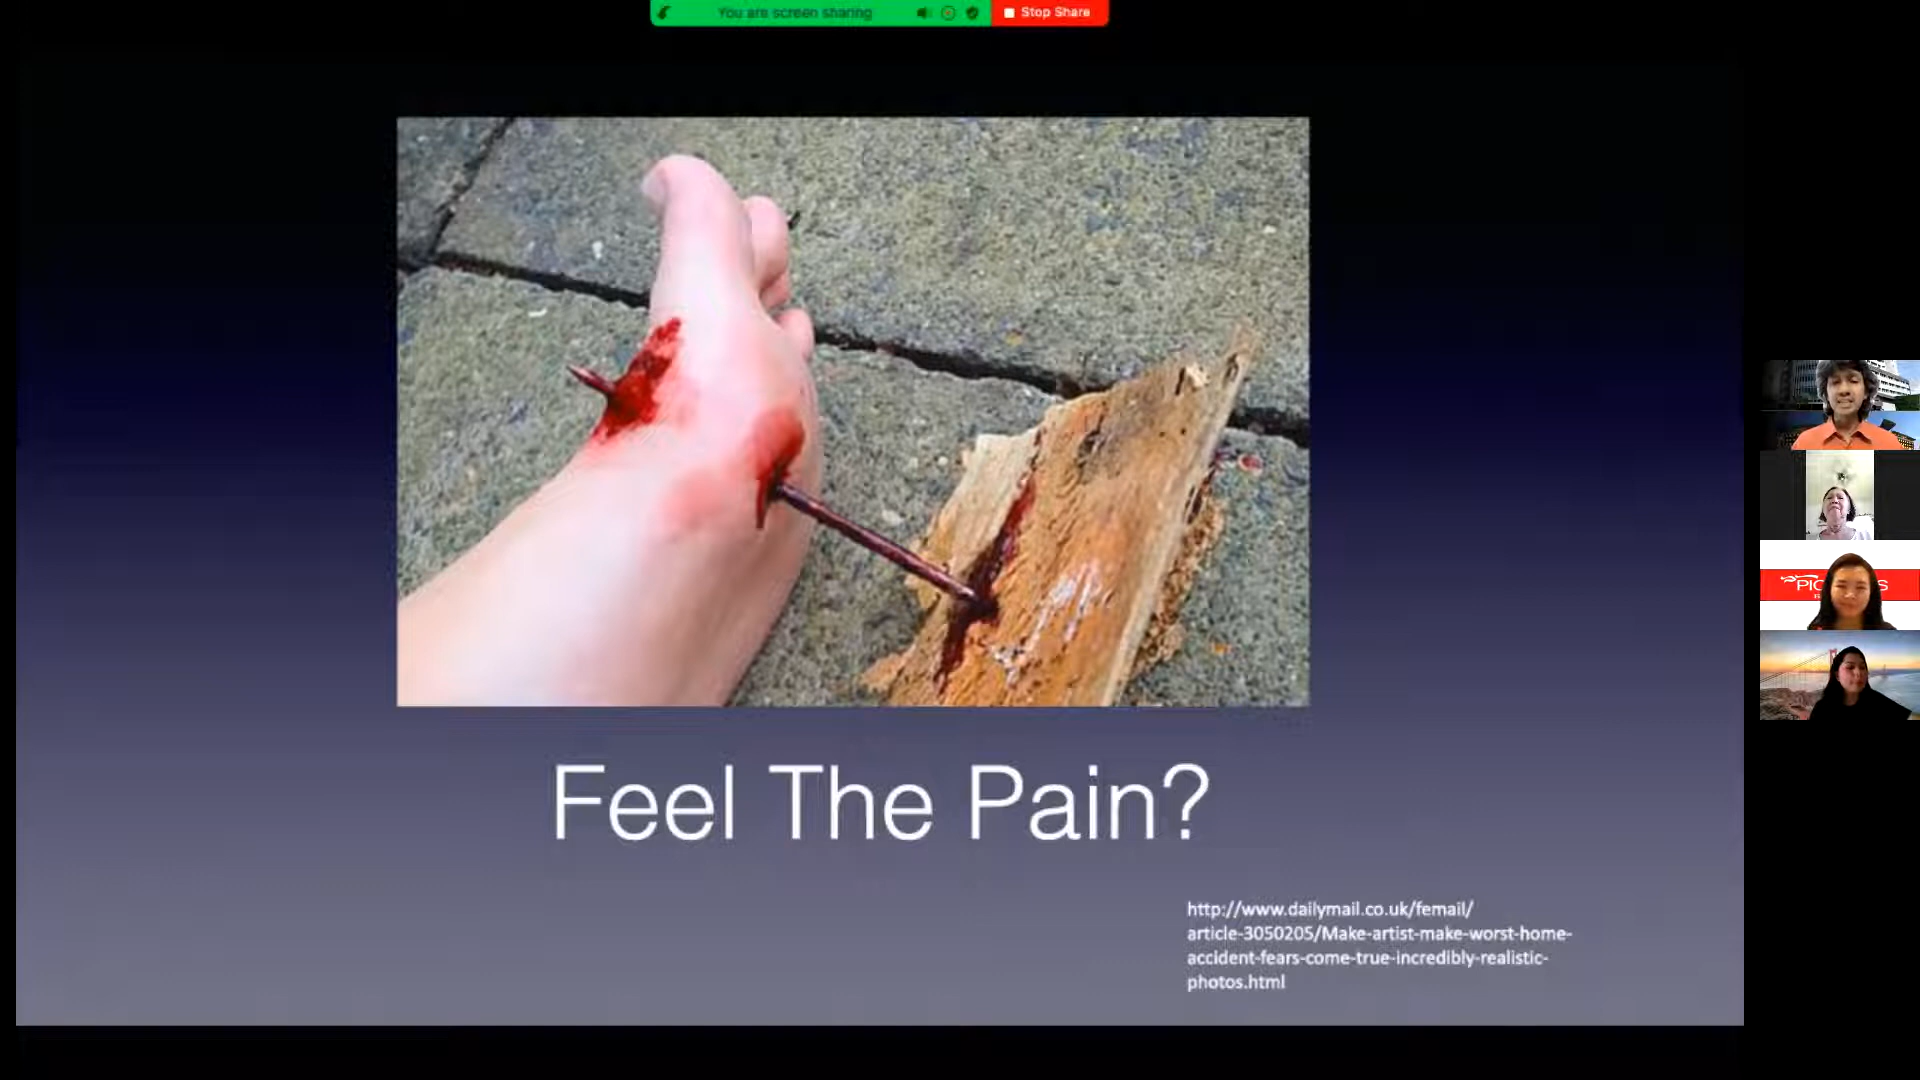 You are screen sharing
Stop Share
Feel The Pain?
http://www.dailymail.co.uk/femail/
article-3050205/Make-artist-make-worst-home-
accident-fears-come-true-incredibly-realistic-
photos.html